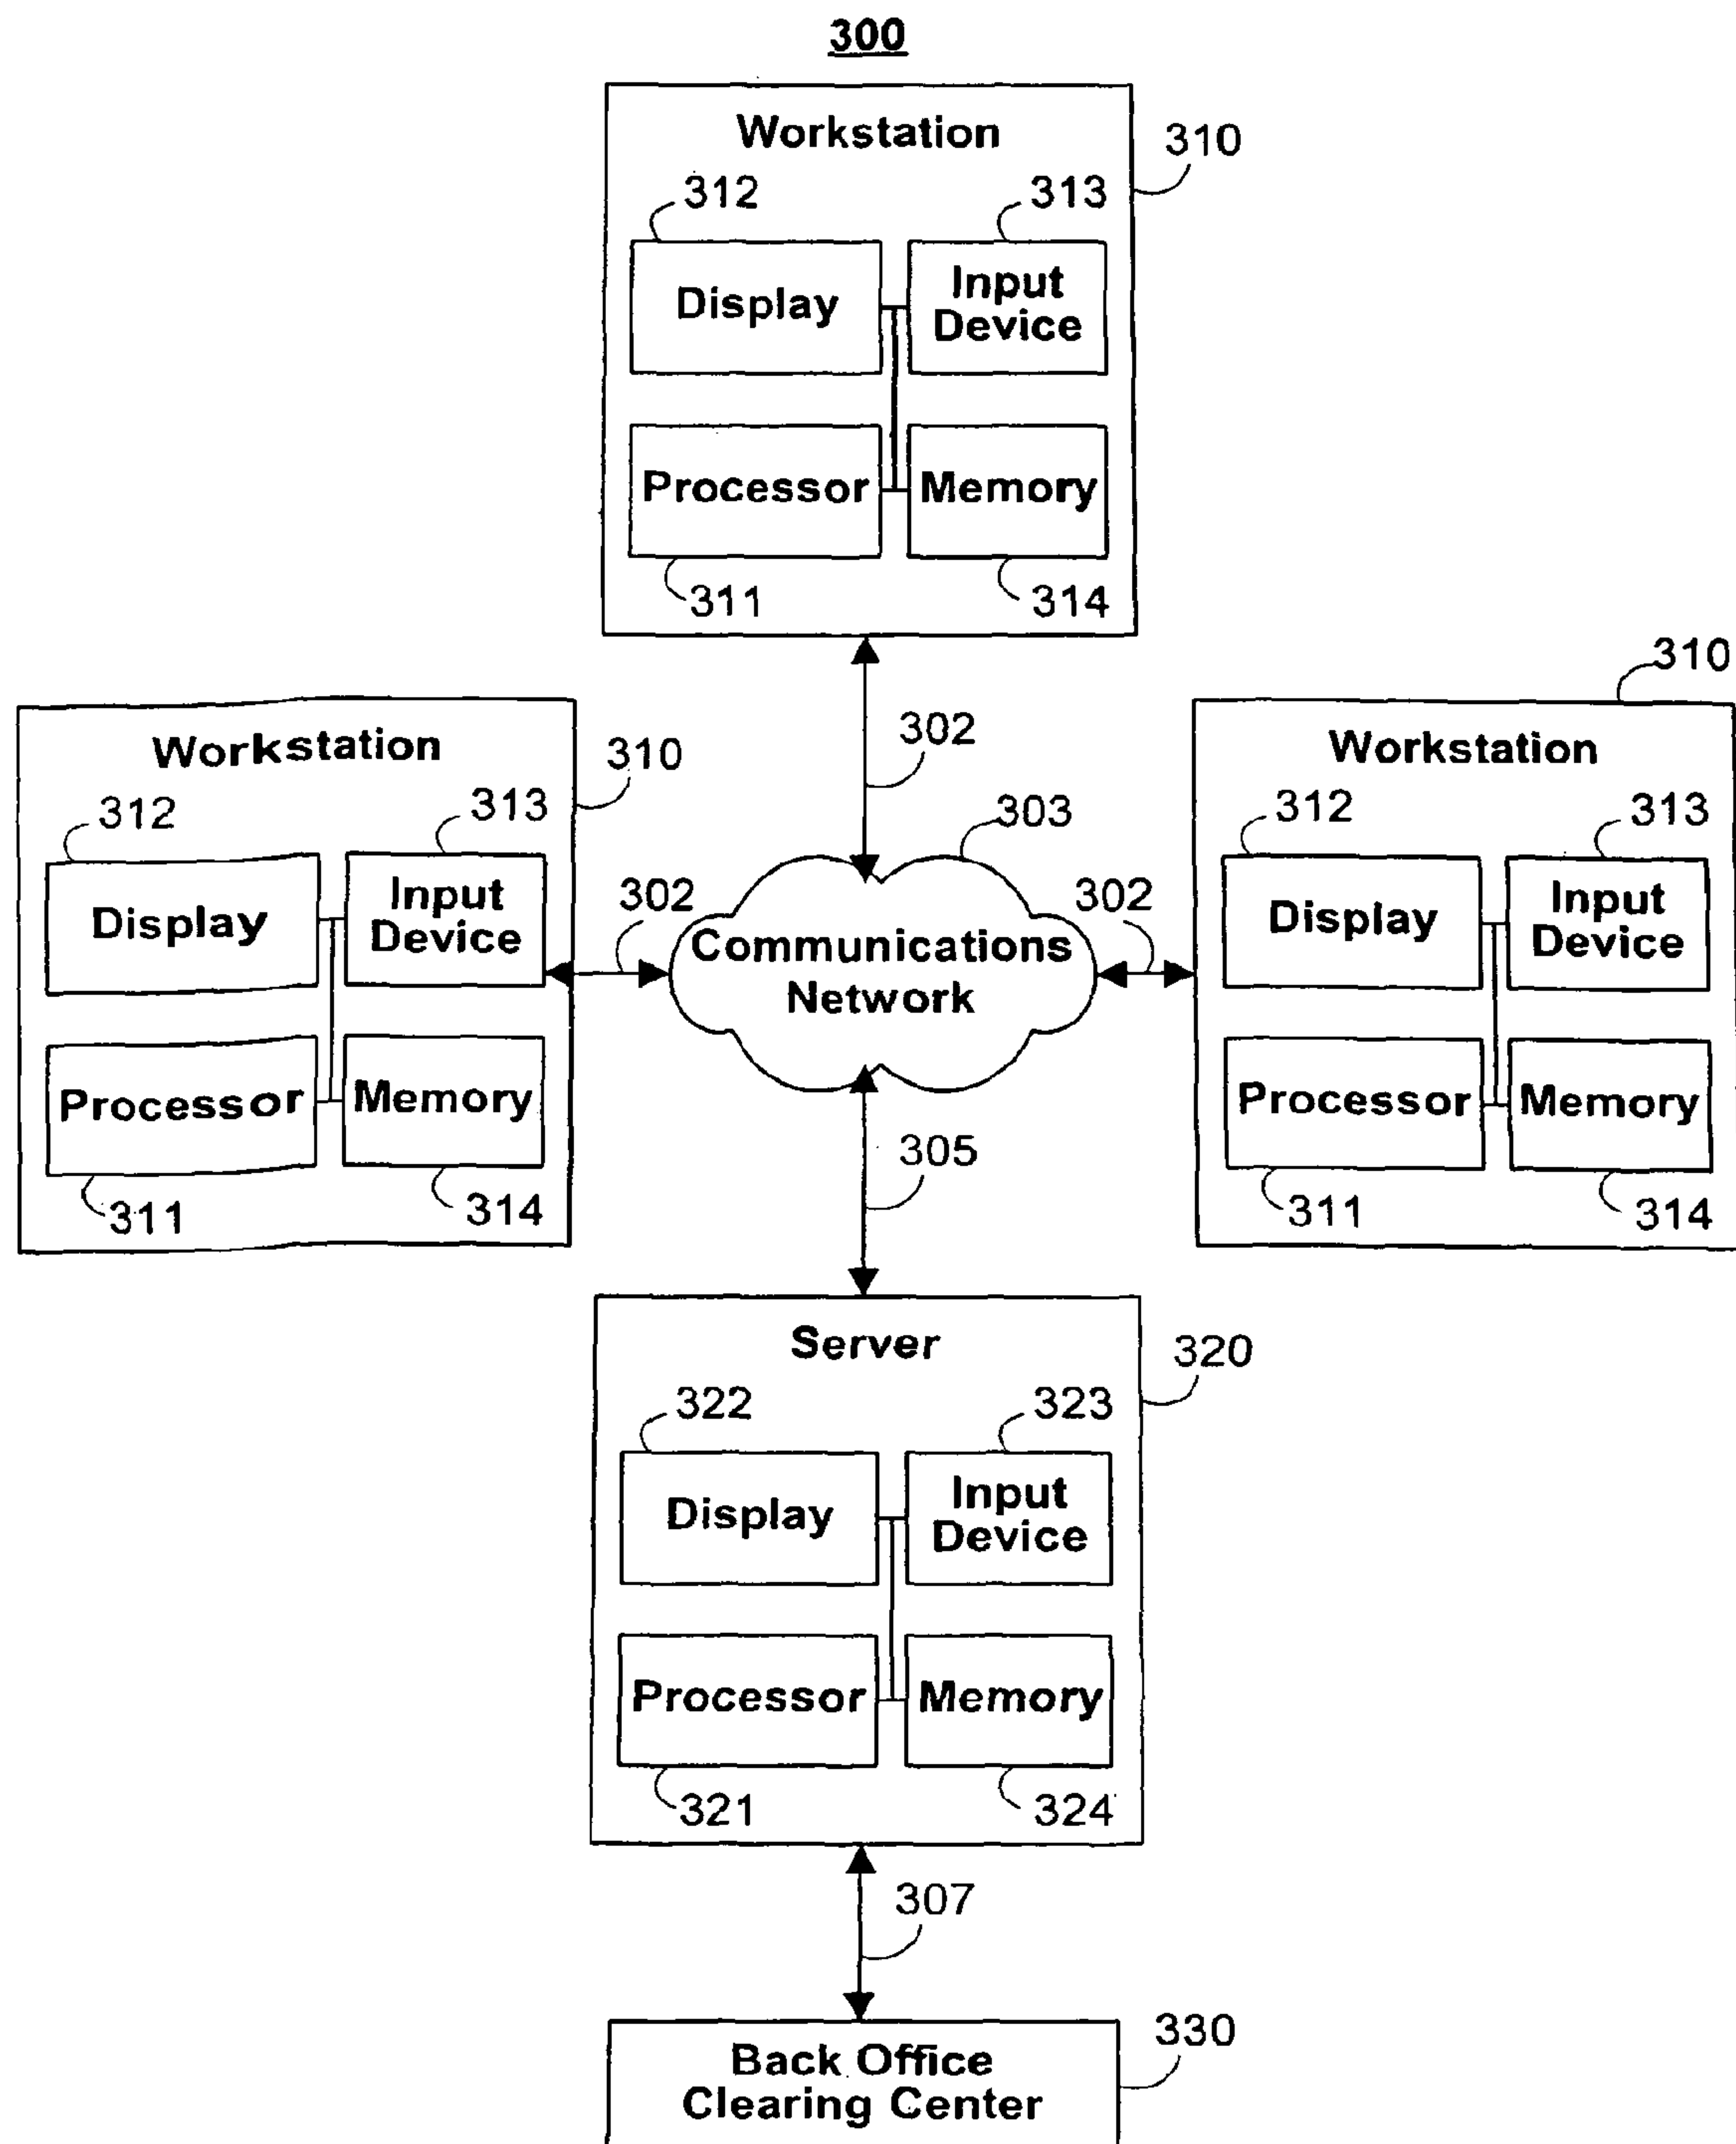 300
Workstation
310
312
313
Display
Input
Device
Processor
Memory
311
314
302
Workstation
310
312
313
Display
Input
Device
Processor
Memory
311
314
302
303
Communications
Network
302
310
Workstation
312
313
Display
Input
Device
Processor
Memory
311
314
305
Server
320
322
323
Display
Input
Device
Processor
Memory
321
324
307
Back Office
Clearing Center
330